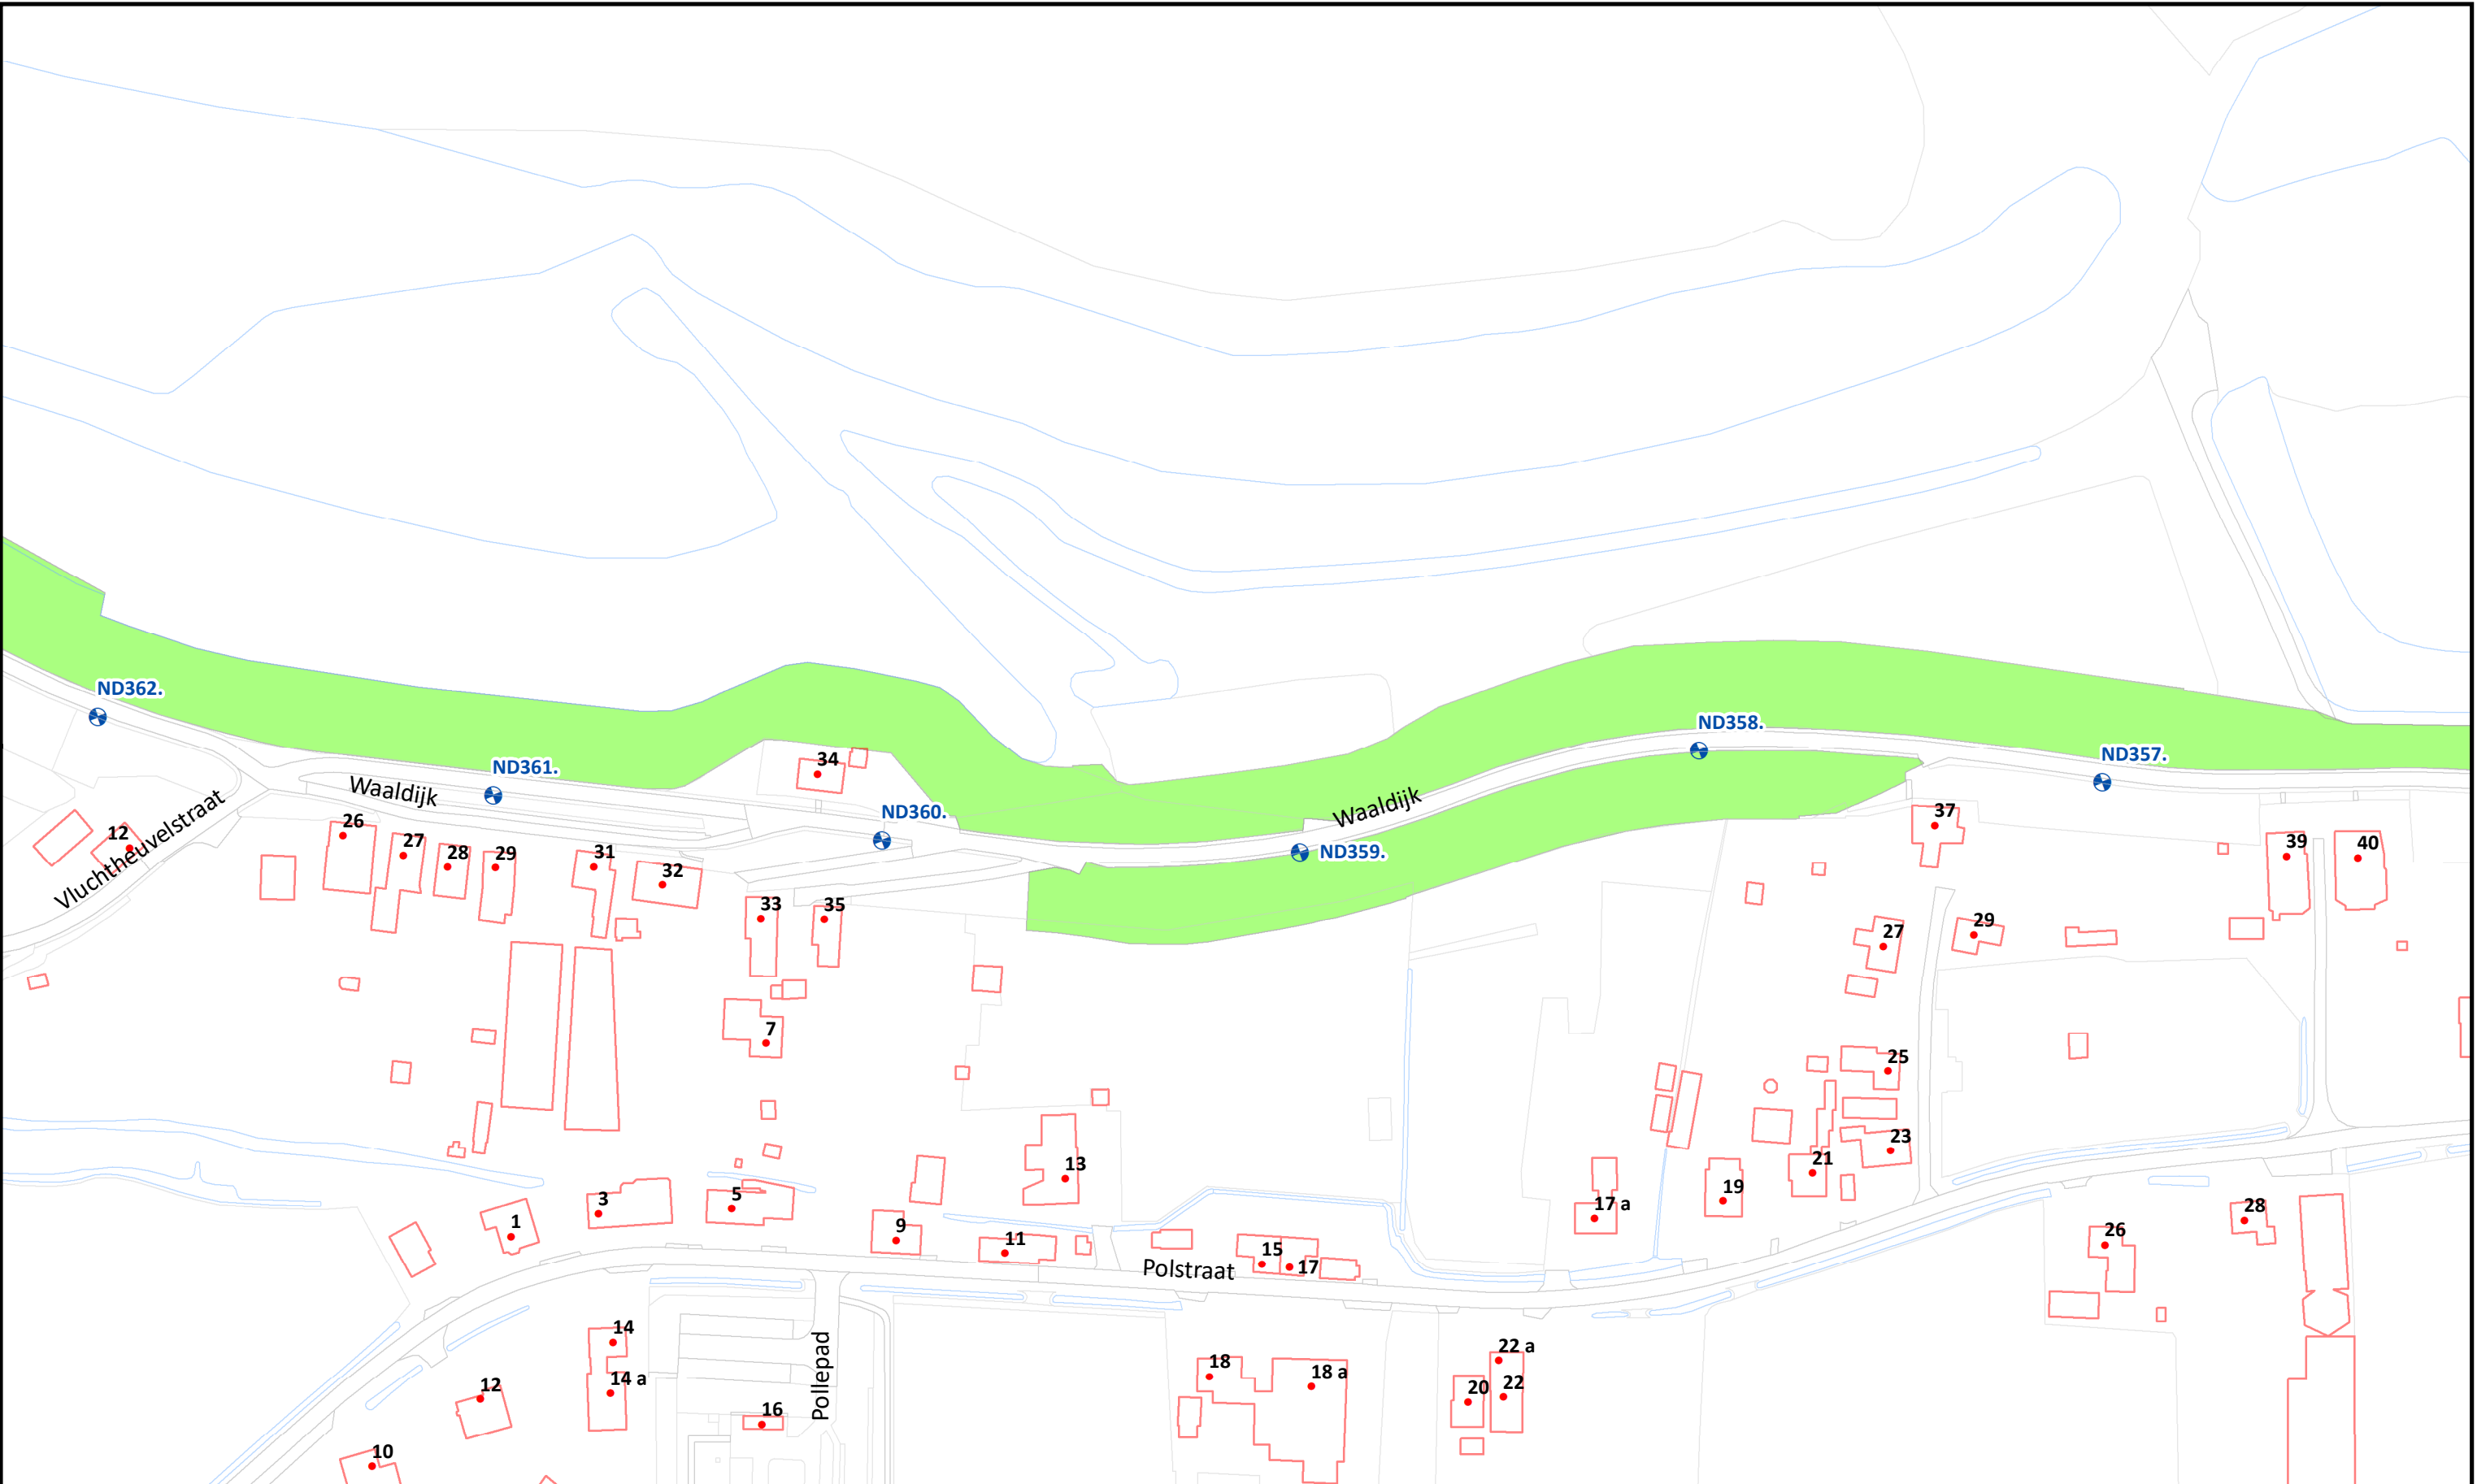 ND362.
ND358.
ND357.
34
ND361.
Waaldijk
Waaldijk
ND360.
ND359.
Vluchtheuvelstraat
12
26
27
28
29
31
32
33
35
37
39
40
27
29
7
25
23
21
13
19
17 a
3
5
1
9
11
15
17
28
26
Polstraat
14
14 a
12
16
10
Pollepad
18
18 a
22 a
20
22